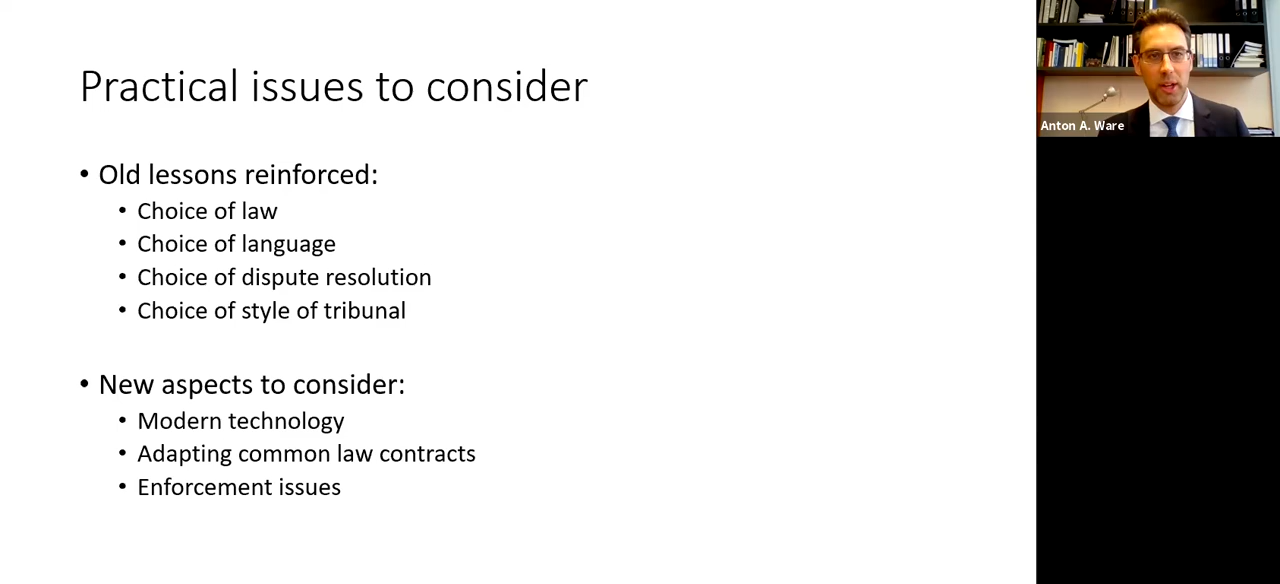 Practical issues to consider
• Old lessons reinforced:
• Choice of law
• Choice of language
• Choice of dispute resolution
• Choice of style of tribunal
• New aspects to consider:
• Modern technology
• Adapting common law contracts
• Enforcement issues
Anton A. Ware